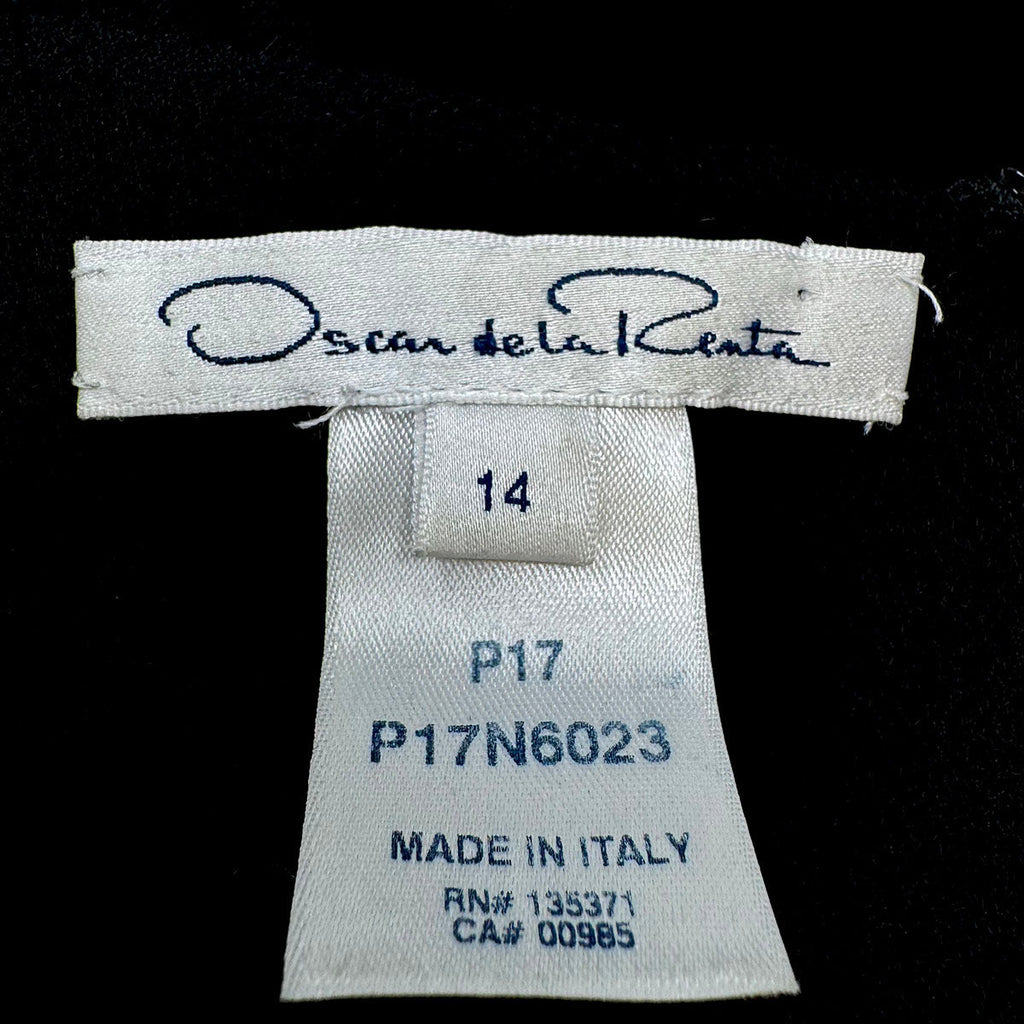 Oscar de la Renta
14
P17
P17N6023
MADE IN ITALY
RN# 135371
CA# 00985